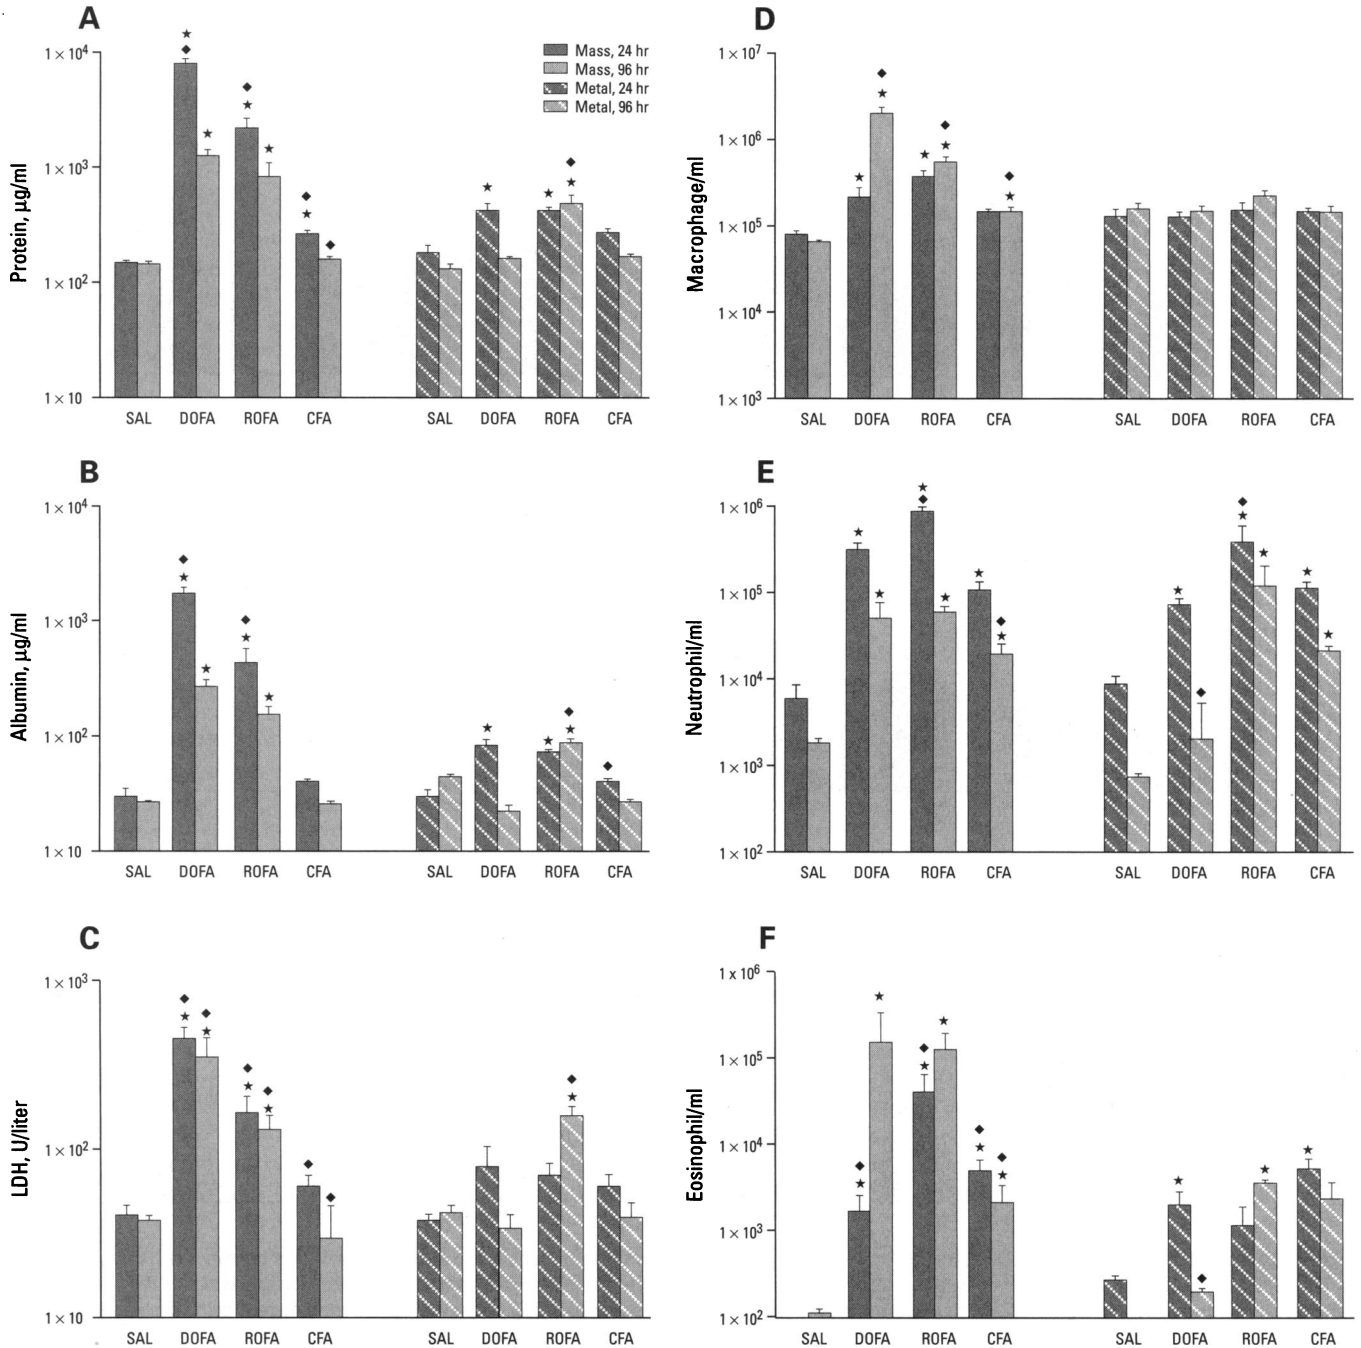 A
1 × 10⁴
1 × 10³
1 × 10²
1 × 10
Protein, µg/ml
SAL DOFA ROFA CFA SAL DOFA ROFA CFA
Mass, 24 hr
Mass, 96 hr
Metal, 24 hr
Metal, 96 hr
B
1 × 10⁴
1 × 10³
1 × 10²
1 × 10
Albumin, µg/ml
SAL DOFA ROFA CFA SAL DOFA ROFA CFA
C
1 × 10³
1 × 10²
1 × 10
LDH, U/liter
SAL DOFA ROFA CFA SAL DOFA ROFA CFA
D
1 × 10⁷
1 × 10⁶
1 × 10⁵
1 × 10⁴
1 × 10³
Macrophage/ml
SAL DOFA ROFA CFA SAL DOFA ROFA CFA
E
1 × 10⁶
1 × 10⁵
1 × 10⁴
1 × 10³
1 × 10²
Neutrophil/ml
SAL DOFA ROFA CFA SAL DOFA ROFA CFA
F
1 x 10⁶
1 × 10⁵
1 × 10⁴
1 × 10³
1 × 10²
Eosinophil/ml
SAL DOFA ROFA CFA SAL DOFA ROFA CFA